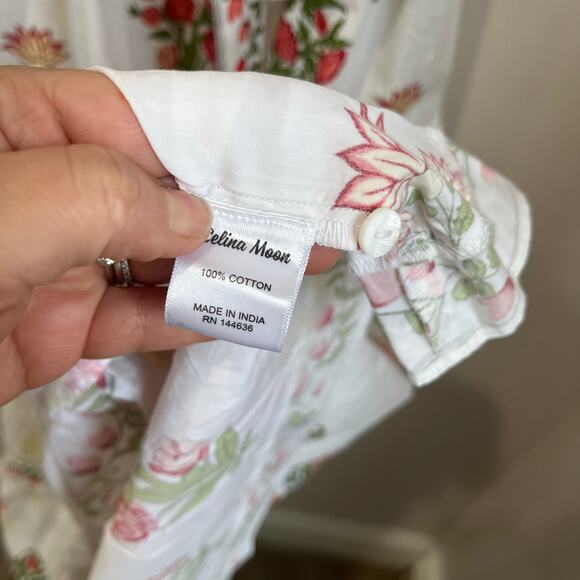 Celina Moon
100% COTTON
MADE IN INDIA
RN 144636